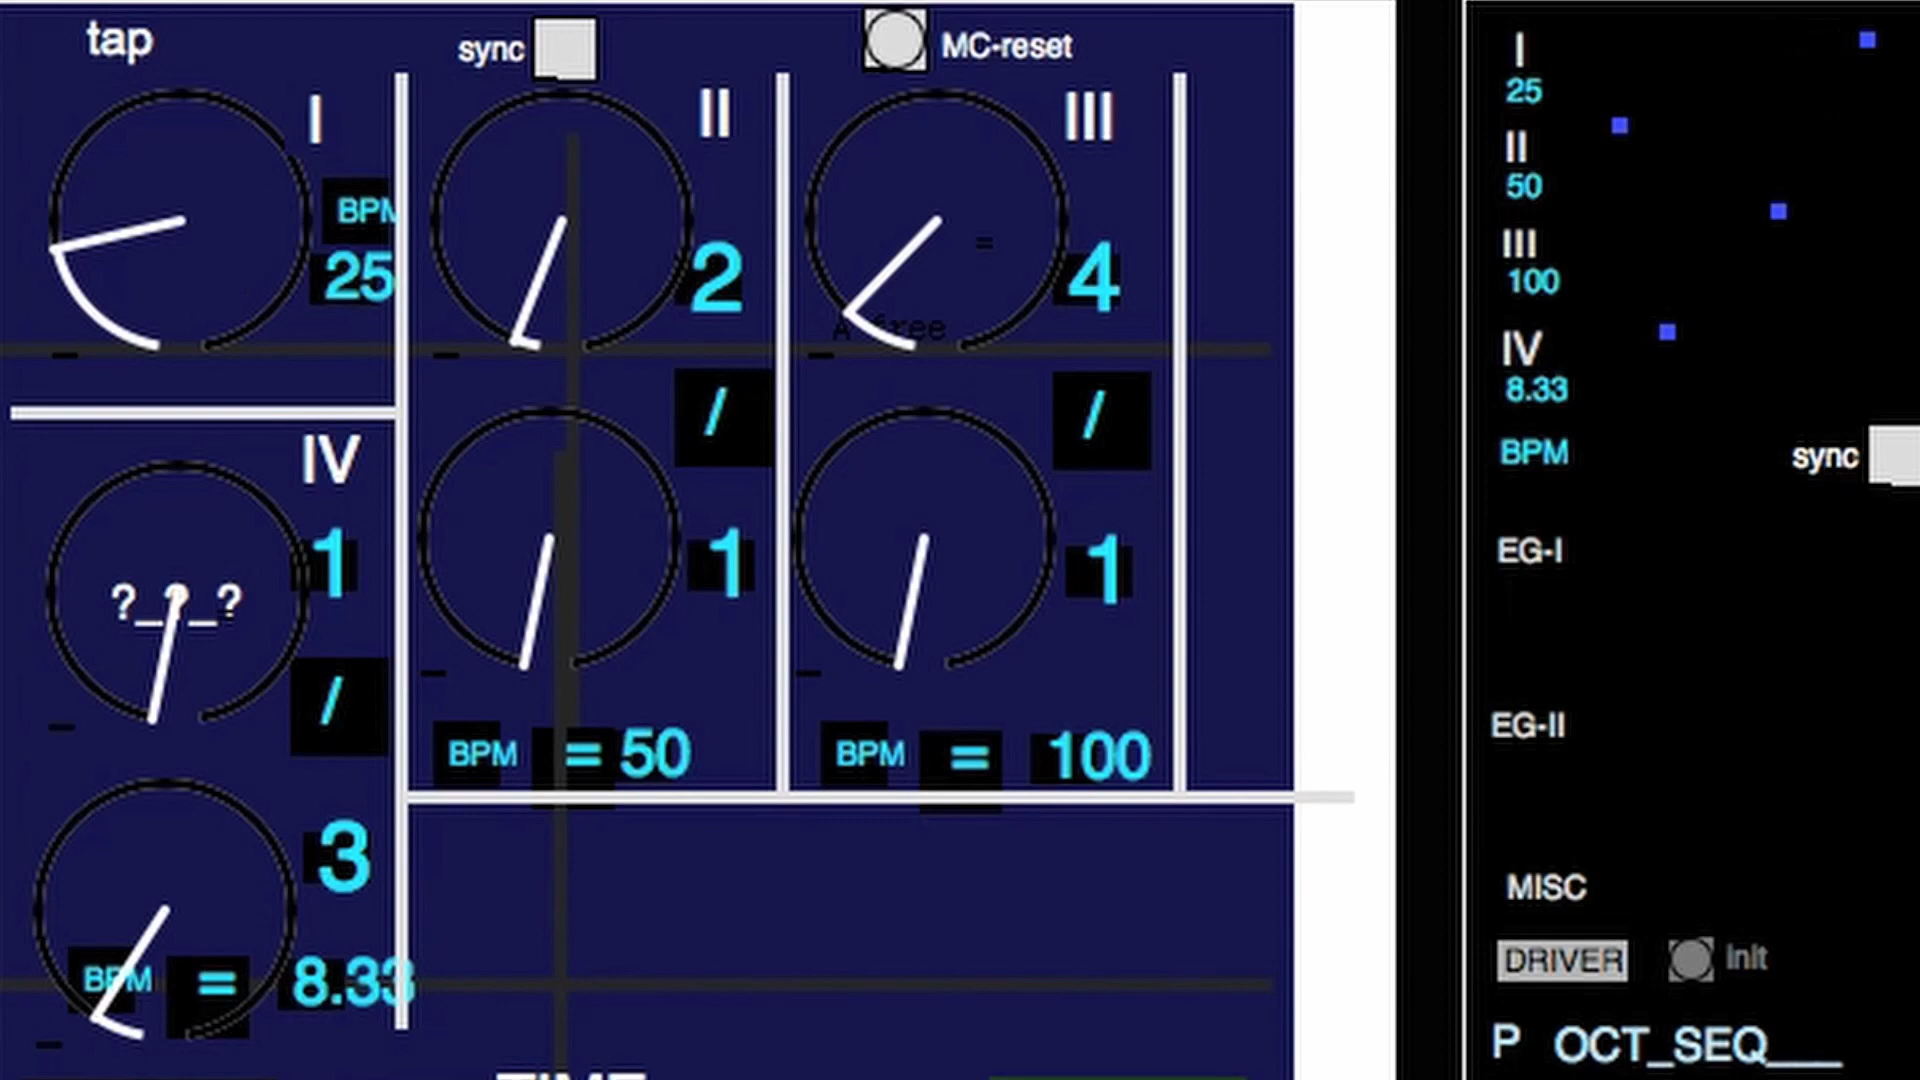 tap
sync
MC-reset
I
BPM
25
II
2
/
1
BPM = 50
III
=
A free
4
/
1
BPM = 100
IV
?_?_?
1
/
3
BPM = 8.33
I
25
II
50
III
100
IV
8.33
BPM
sync
EG-I
EG-II
MISC
DRIVER
Init
P OCT_SEQ___
TIME